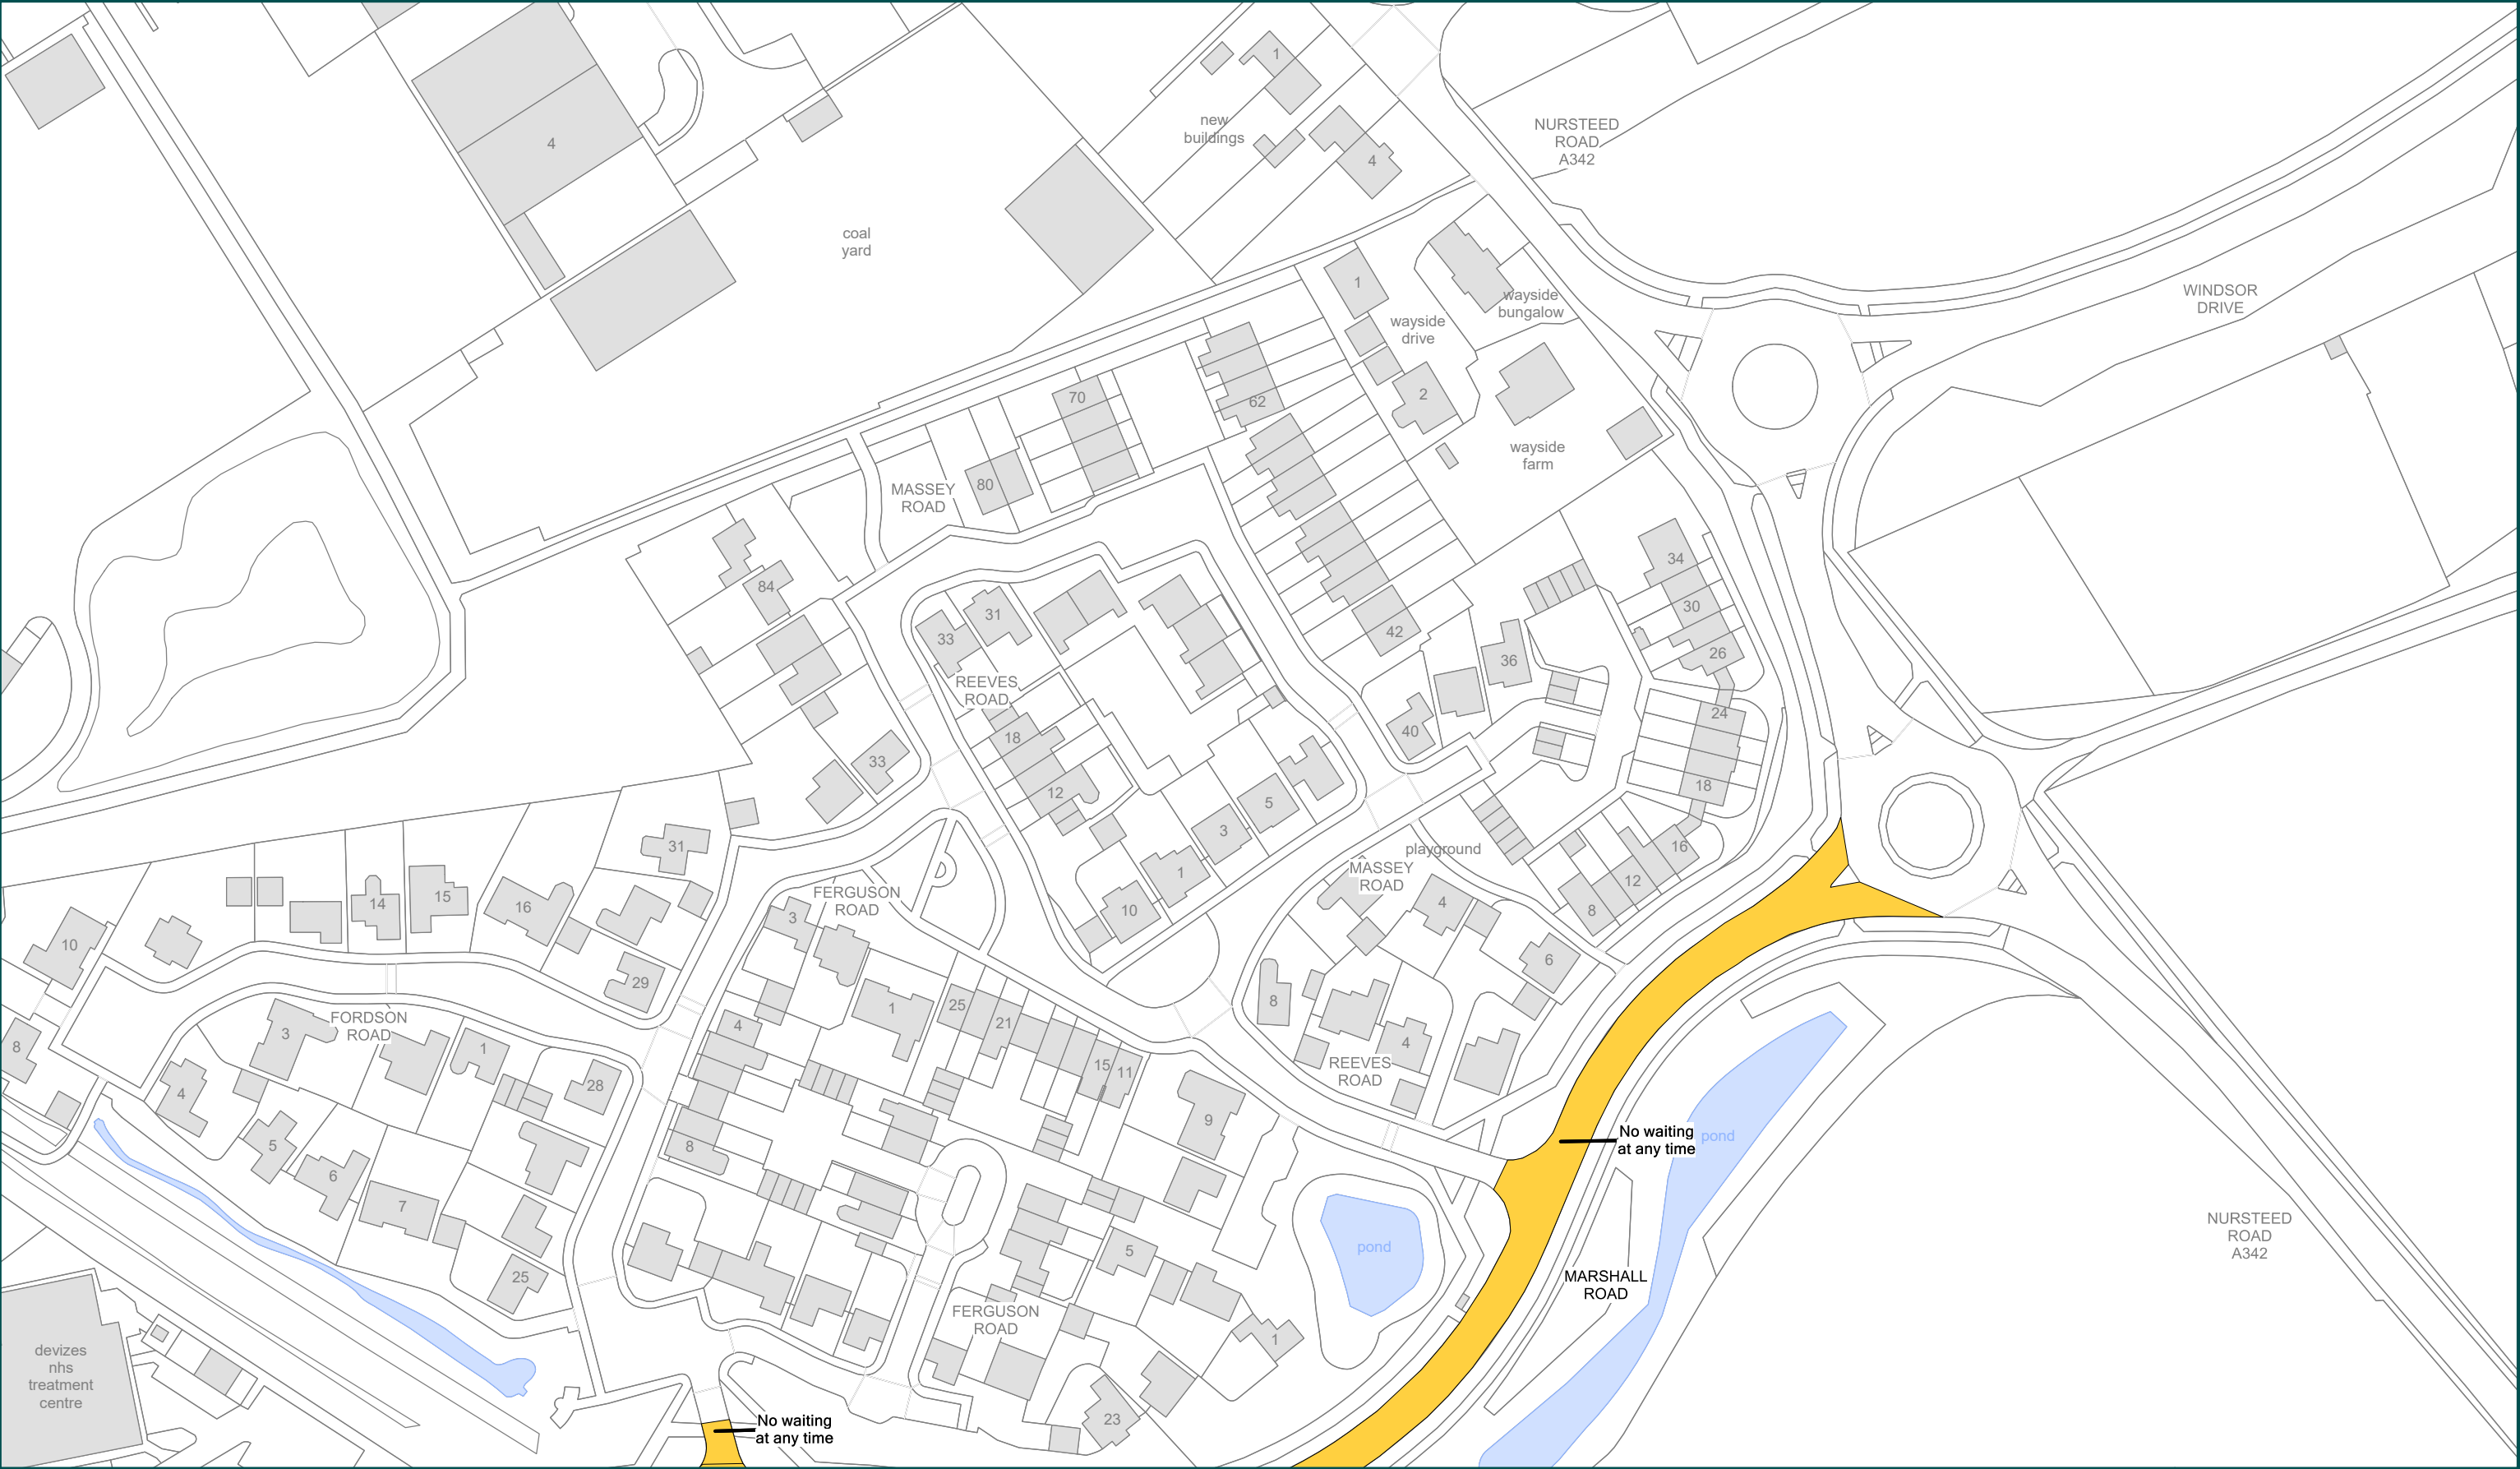 1
new
buildings
4
NURSTEED
ROAD
A342
4
coal
yard
1
wayside
bungalow
wayside
drive
WINDSOR
DRIVE
2
62
70
wayside
farm
80
MASSEY
ROAD
34
30
26
84
31
33
42
36
40
REEVES
ROAD
24
18
18
33
12
5
3
31
playground
MASSEY
ROAD
16
12
8
1
10
4
FERGUSON
ROAD
3
14
15
16
10
6
29
8
1
25
21
FORDSON
ROAD
3
4
8
1
4
REEVES
ROAD
15
11
28
4
9
No waiting
at any time
pond
5
8
6
7
pond
5
NURSTEED
ROAD
A342
25
MARSHALL
ROAD
FERGUSON
ROAD
1
devizes
nhs
treatment
centre
23
No waiting
at any time